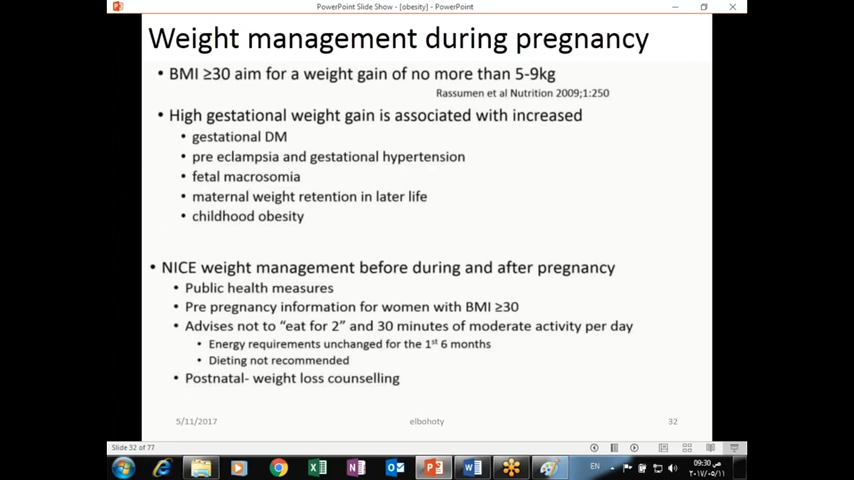 PowerPoint Slide Show - [obesity] - PowerPoint
Weight management during pregnancy
• BMI ≥30 aim for a weight gain of no more than 5-9kg
Rassumen et al Nutrition 2009;1:250
• High gestational weight gain is associated with increased
• gestational DM
• pre eclampsia and gestational hypertension
• fetal macrosomia
• maternal weight retention in later life
• childhood obesity
• NICE weight management before during and after pregnancy
• Public health measures
• Pre pregnancy information for women with BMI ≥30
• Advises not to “eat for 2” and 30 minutes of moderate activity per day
• Energy requirements unchanged for the 1st 6 months
• Dieting not recommended
• Postnatal- weight loss counselling
5/11/2017 elbohoty 32
Slide 32 of 77
EN 09:30 ص
٢٠١٧/٠٥/١١